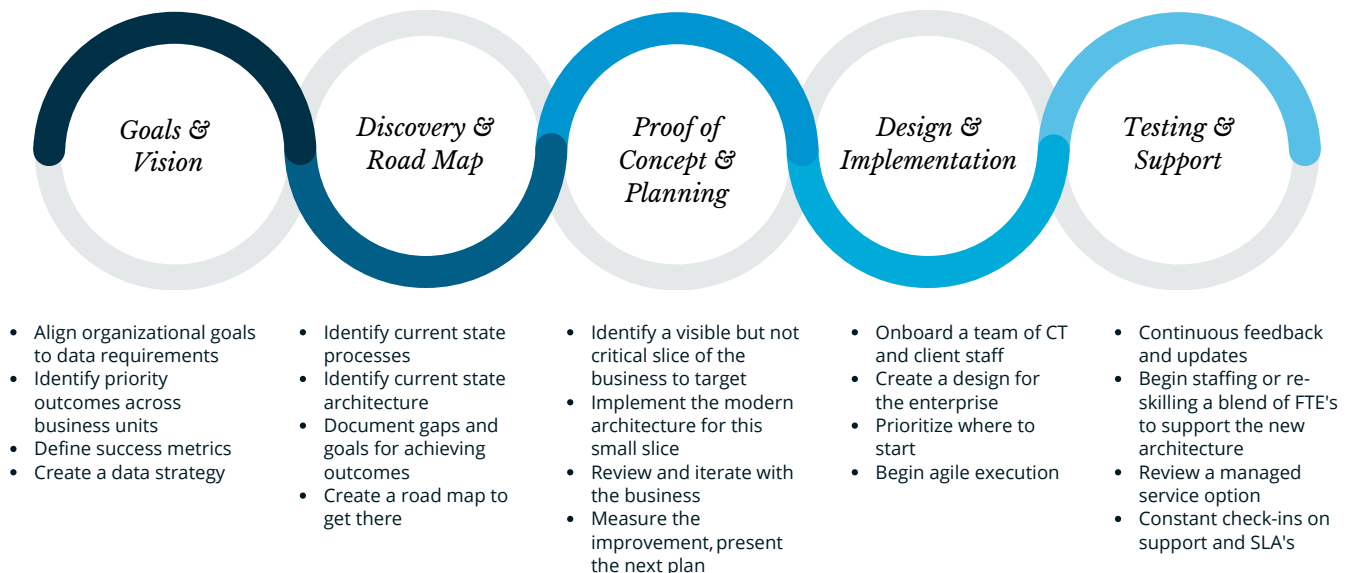 Goals &
Vision
Discovery &
Road Map
Proof of
Concept &
Planning
Design &
Implementation
Testing &
Support
• Align organizational goals
to data requirements
• Identify priority
outcomes across
business units
• Define success metrics
• Create a data strategy
• Identify current state
processes
• Identify current state
architecture
• Document gaps and
goals for achieving
outcomes
• Create a road map to
get there
• Identify a visible but not
critical slice of the
business to target
• Implement the modern
architecture for this
small slice
• Review and iterate with
the business
• Measure the
improvement, present
the next plan
• Onboard a team of CT
and client staff
• Create a design for
the enterprise
• Prioritize where to
start
• Begin agile execution
• Continuous feedback
and updates
• Begin staffing or re-
skilling a blend of FTE's
to support the new
architecture
• Review a managed
service option
• Constant check-ins on
support and SLA's